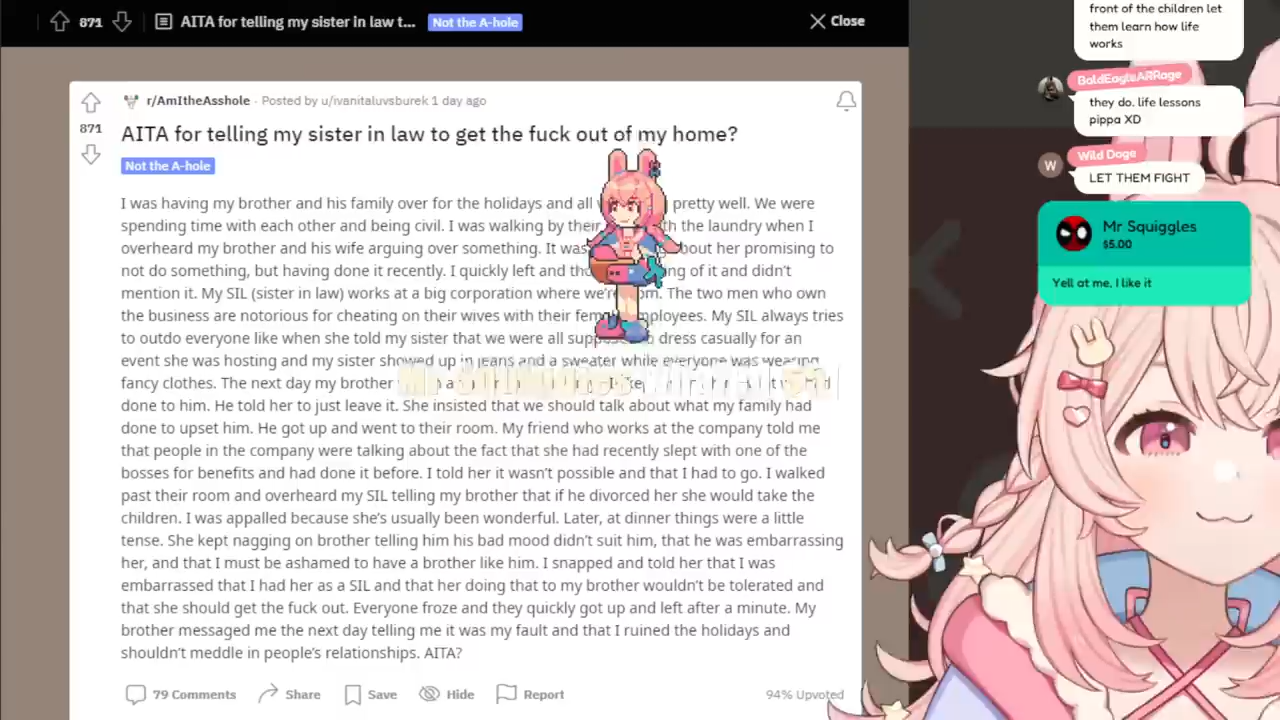 871
AITA for telling my sister in law t...
Not the A-hole
Close
r/AmItheAsshole · Posted by u/ivanitaluvsburek 1 day ago
871
AITA for telling my sister in law to get the fuck out of my home?
Not the A-hole
I was having my brother and his family over for the holidays and all pretty well. We were
spending time with each other and being civil. I was walking by their the laundry when I
overheard my brother and his wife arguing over something. It was about her promising to
not do something, but having done it recently. I quickly left and of it and didn't
mention it. My SIL (sister in law) works at a big corporation where we're The two men who own
the business are notorious for cheating on their wives with their employees. My SIL always tries
to outdo everyone like when she told my sister that we were all dress casually for an
event she was hosting and my sister showed up in jeans and a sweater while everyone was wearing
fancy clothes. The next day my brother
done to him. He told her to just leave it. She insisted that we should talk about what my family had
done to upset him. He got up and went to their room. My friend who works at the company told me
that people in the company were talking about the fact that she had recently slept with one of the
bosses for benefits and had done it before. I told her it wasn't possible and that I had to go. I walked
past their room and overheard my SIL telling my brother that if he divorced her she would take the
children. I was appalled because she's usually been wonderful. Later, at dinner things were a little
tense. She kept nagging on brother telling him his bad mood didn't suit him, that he was embarrassing
her, and that I must be ashamed to have a brother like him. I snapped and told her that I was
embarrassed that I had her as a SIL and that her doing that to my brother wouldn't be tolerated and
that she should get the fuck out. Everyone froze and they quickly got up and left after a minute. My
brother messaged me the next day telling me it was my fault and that I ruined the holidays and
shouldn't meddle in people's relationships. AITA?
79 Comments
Share
Save
Hide
Report
94% Upvoted
front of the children let
them learn how life
works
BaldEagleARRage
they do. life lessons
pippa XD
W
Wild Doge
LET THEM FIGHT
Mr Squiggles
$5.00
Yell at me, I like it